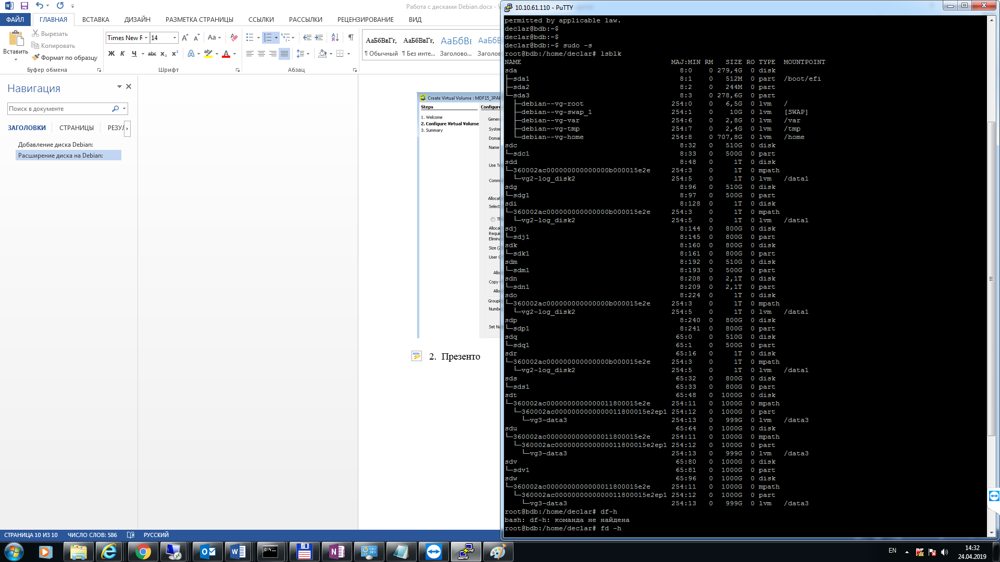 Работа с дисками Debian.docx - W
ФАЙЛ ГЛАВНАЯ ВСТАВКА ДИЗАЙН РАЗМЕТКА СТРАНИЦЫ ССЫЛКИ РАССЫЛКИ РЕЦЕНЗИРОВАНИЕ ВИД
Вставить
Вырезать
Копировать
Формат по образцу
Буфер обмена
Times New R 14
Ж К Ч abc x₂ x²
Шрифт
Абзац
АаБбВвГг, АаБбВвГг, АаБбВв АаБбВ
¶ Обычный ¶ Без инте... Заголово... Заголово...
Навигация
Поиск в документе
ЗАГОЛОВКИ СТРАНИЦЫ РЕЗУЛ
Добавление диска Debian:
Расширение диска на Debian:
Create Virtual Volume : MDF15_3PAR
Steps
1. Welcome
2. Configure Virtual Volume
3. Summary
Configur
Genera
System
Domai
Name
Use Te
Comm
Allocat
Select
Th
Allocat
Requir
Elimina
Size (2
User C
Allo
Copy
Allo
Groupi
Numbe
Set Na
2. Презенто
СТРАНИЦА 10 ИЗ 10 ЧИСЛО СЛОВ: 586 РУССКИЙ
10.10.61.110 - PuTTY
permitted by applicable law.
declar@bdb:~$
declar@bdb:~$
declar@bdb:~$ sudo -s
root@bdb:/home/declar# lsblk
NAME MAJ:MIN RM SIZE RO TYPE MOUNTPOINT
sda 8:0 0 279,4G 0 disk
├─sda1 8:1 0 512M 0 part /boot/efi
├─sda2 8:2 0 244M 0 part
└─sda3 8:3 0 278,6G 0 part
├─debian--vg-root 254:0 0 6,5G 0 lvm /
├─debian--vg-swap_1 254:1 0 10G 0 lvm [SWAP]
├─debian--vg-var 254:6 0 2,8G 0 lvm /var
├─debian--vg-tmp 254:7 0 2,4G 0 lvm /tmp
└─debian--vg-home 254:8 0 707,8G 0 lvm /home
sdc 8:32 0 510G 0 disk
└─sdc1 8:33 0 500G 0 part
sdd 8:48 0 1T 0 disk
└─360002ac000000000000000b000015e2e 254:3 0 1T 0 mpath
└─vg2-log_disk2 254:5 0 1T 0 lvm /data1
sdg 8:96 0 510G 0 disk
└─sdg1 8:97 0 500G 0 part
sdi 8:128 0 1T 0 disk
└─360002ac000000000000000b000015e2e 254:3 0 1T 0 mpath
└─vg2-log_disk2 254:5 0 1T 0 lvm /data1
sdj 8:144 0 800G 0 disk
└─sdj1 8:145 0 800G 0 part
sdk 8:160 0 800G 0 disk
└─sdk1 8:161 0 800G 0 part
sdm 8:192 0 510G 0 disk
└─sdm1 8:193 0 500G 0 part
sdn 8:208 0 2,1T 0 disk
└─sdn1 8:209 0 2,1T 0 part
sdo 8:224 0 1T 0 disk
└─360002ac000000000000000b000015e2e 254:3 0 1T 0 mpath
└─vg2-log_disk2 254:5 0 1T 0 lvm /data1
sdp 8:240 0 800G 0 disk
└─sdp1 8:241 0 800G 0 part
sdq 65:0 0 510G 0 disk
└─sdq1 65:1 0 500G 0 part
sdr 65:16 0 1T 0 disk
└─360002ac000000000000000b000015e2e 254:3 0 1T 0 mpath
└─vg2-log_disk2 254:5 0 1T 0 lvm /data1
sds 65:32 0 800G 0 disk
└─sds1 65:33 0 800G 0 part
sdt 65:48 0 1000G 0 disk
└─360002ac0000000000000011800015e2e 254:11 0 1000G 0 mpath
└─360002ac0000000000000011800015e2ep1 254:12 0 1000G 0 part
└─vg3-data3 254:13 0 999G 0 lvm /data3
sdu 65:64 0 1000G 0 disk
└─360002ac0000000000000011800015e2e 254:11 0 1000G 0 mpath
└─360002ac0000000000000011800015e2ep1 254:12 0 1000G 0 part
└─vg3-data3 254:13 0 999G 0 lvm /data3
sdv 65:80 0 1000G 0 disk
└─sdv1 65:81 0 1000G 0 part
sdw 65:96 0 1000G 0 disk
└─360002ac0000000000000011800015e2e 254:11 0 1000G 0 mpath
└─360002ac0000000000000011800015e2ep1 254:12 0 1000G 0 part
└─vg3-data3 254:13 0 999G 0 lvm /data3
root@bdb:/home/declar# df-h
bash: df-h: команда не найдена
root@bdb:/home/declar# fd -h
EN
14:32
24.04.2019